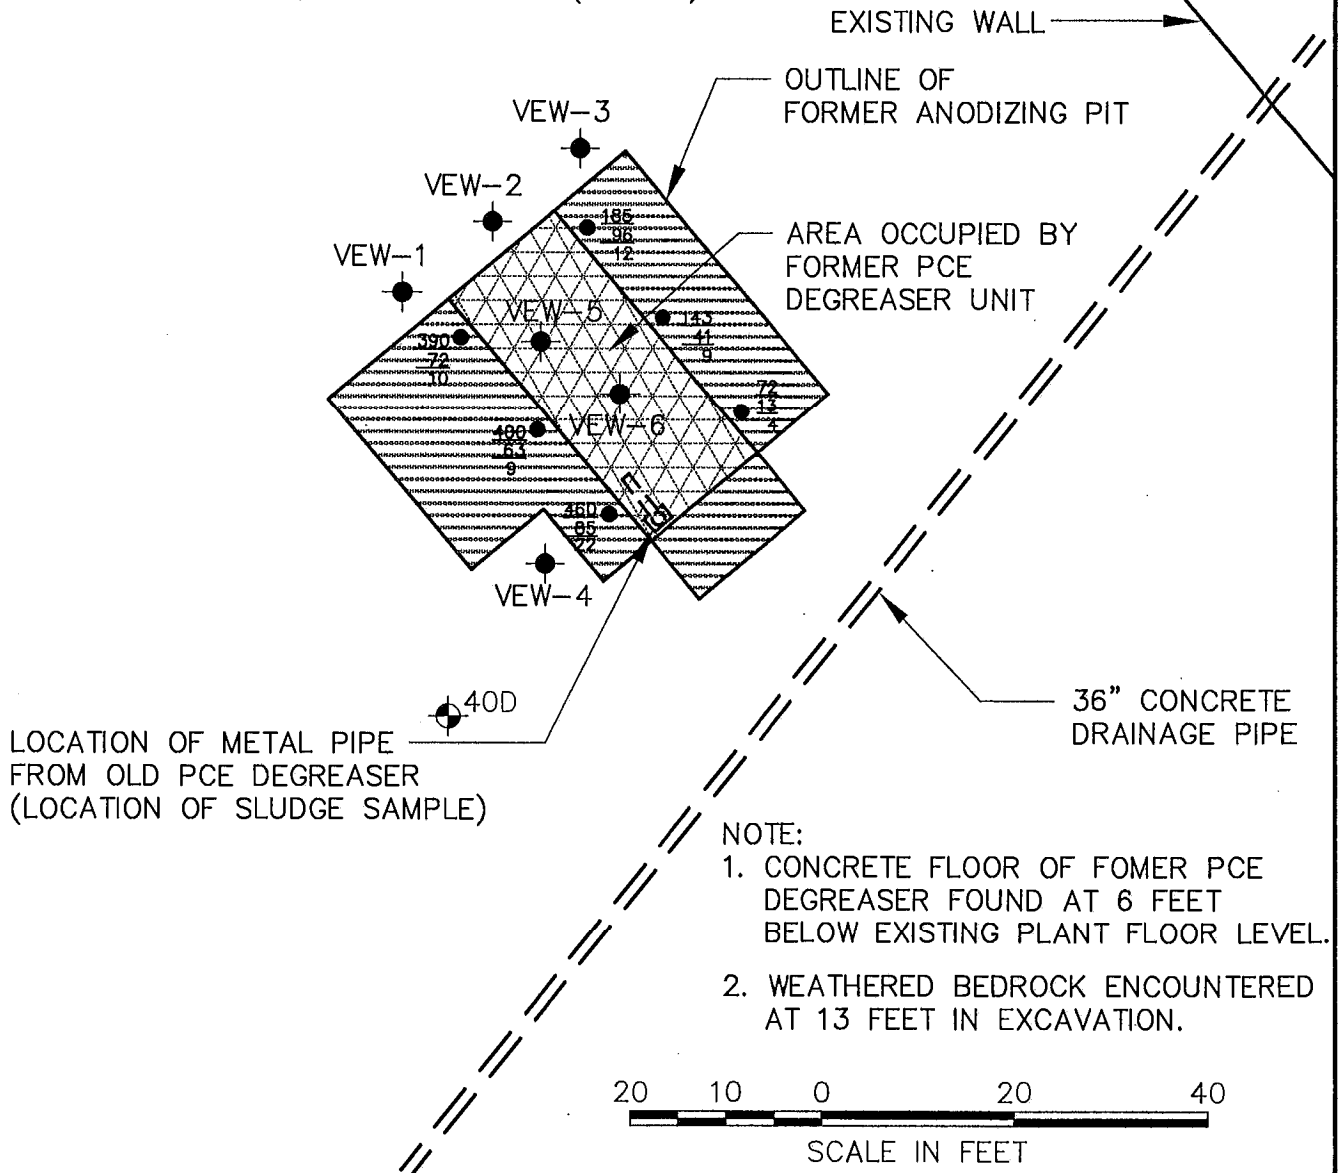 EXISTING WALL
OUTLINE OF
FORMER ANODIZING PIT
VEW-3
VEW-2
VEW-1
185
96
12
AREA OCCUPIED BY
FORMER PCE
DEGREASER UNIT
VEW-5
143
41
9
390
72
10
72
13
4
VEW-6
63
9
85
22
VEW-4
40D
36" CONCRETE
DRAINAGE PIPE
LOCATION OF METAL PIPE
FROM OLD PCE DEGREASER
(LOCATION OF SLUDGE SAMPLE)
NOTE:
1. CONCRETE FLOOR OF FOMER PCE
DEGREASER FOUND AT 6 FEET
BELOW EXISTING PLANT FLOOR LEVEL.
2. WEATHERED BEDROCK ENCOUNTERED
AT 13 FEET IN EXCAVATION.
20 10 0 20 40
SCALE IN FEET